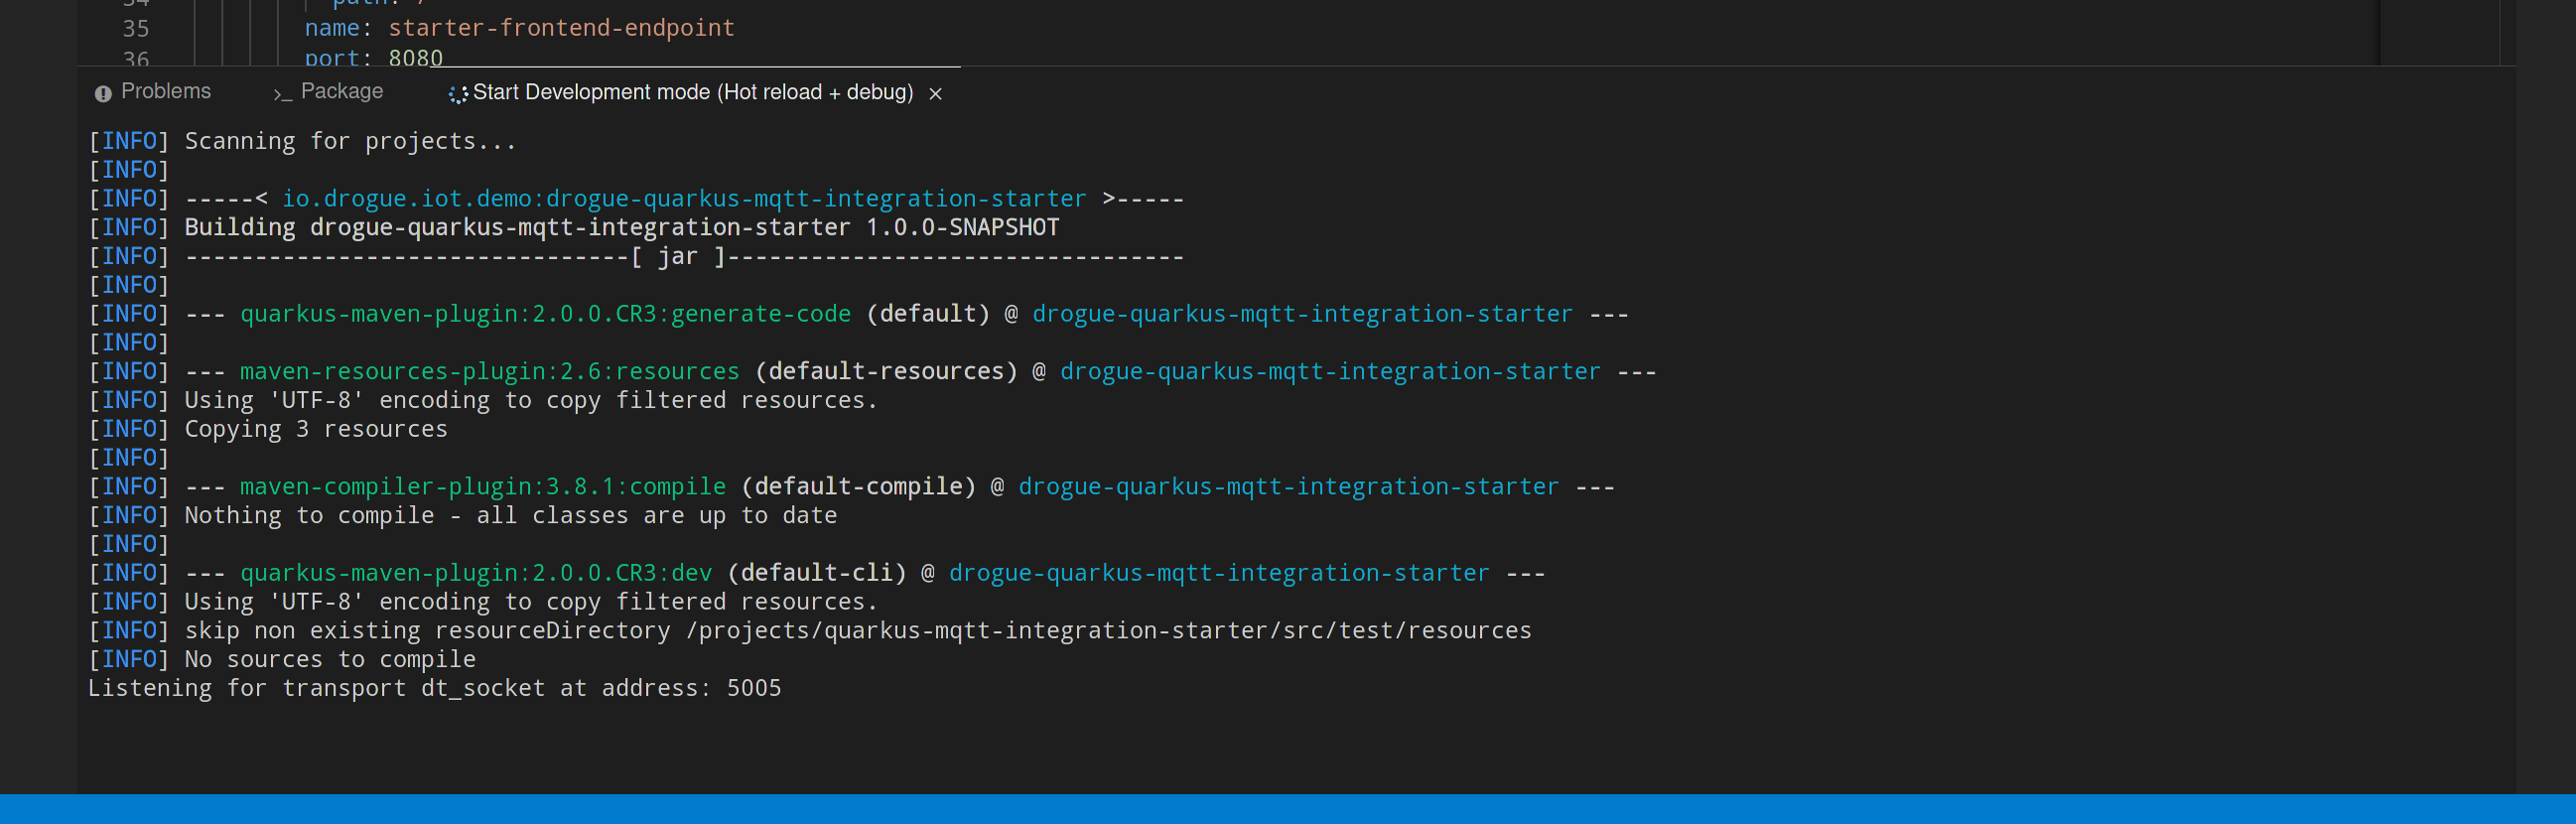 34 path: /
35 name: starter-frontend-endpoint
36 port: 8080
Problems >_ Package Start Development mode (Hot reload + debug) ×
[INFO] Scanning for projects...
[INFO]
[INFO] -----< io.drogue.iot.demo:drogue-quarkus-mqtt-integration-starter >-----
[INFO] Building drogue-quarkus-mqtt-integration-starter 1.0.0-SNAPSHOT
[INFO] --------------------------------[ jar ]---------------------------------
[INFO]
[INFO] --- quarkus-maven-plugin:2.0.0.CR3:generate-code (default) @ drogue-quarkus-mqtt-integration-starter ---
[INFO]
[INFO] --- maven-resources-plugin:2.6:resources (default-resources) @ drogue-quarkus-mqtt-integration-starter ---
[INFO] Using 'UTF-8' encoding to copy filtered resources.
[INFO] Copying 3 resources
[INFO]
[INFO] --- maven-compiler-plugin:3.8.1:compile (default-compile) @ drogue-quarkus-mqtt-integration-starter ---
[INFO] Nothing to compile - all classes are up to date
[INFO]
[INFO] --- quarkus-maven-plugin:2.0.0.CR3:dev (default-cli) @ drogue-quarkus-mqtt-integration-starter ---
[INFO] Using 'UTF-8' encoding to copy filtered resources.
[INFO] skip non existing resourceDirectory /projects/quarkus-mqtt-integration-starter/src/test/resources
[INFO] No sources to compile
Listening for transport dt_socket at address: 5005